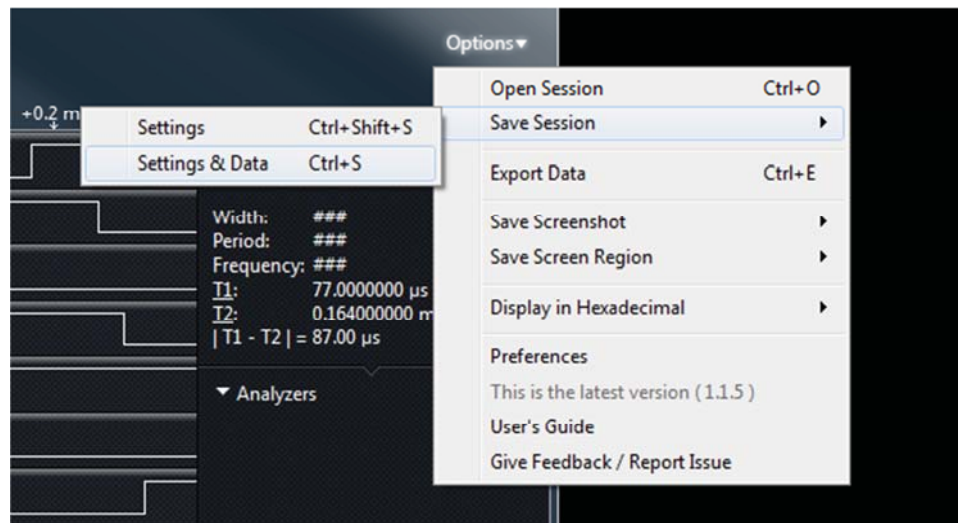 Options▾
Open Session Ctrl+O
Save Session
Export Data Ctrl+E
Save Screenshot
Save Screen Region
Display in Hexadecimal
Preferences
This is the latest version ( 1.1.5 )
User's Guide
Give Feedback / Report Issue
Settings Ctrl+Shift+S
Settings & Data Ctrl+S
+0.2 m
Width: ###
Period: ###
Frequency: ###
T1: 77.0000000 µs
T2: 0.164000000 m
| T1 - T2 | = 87.00 µs
Analyzers